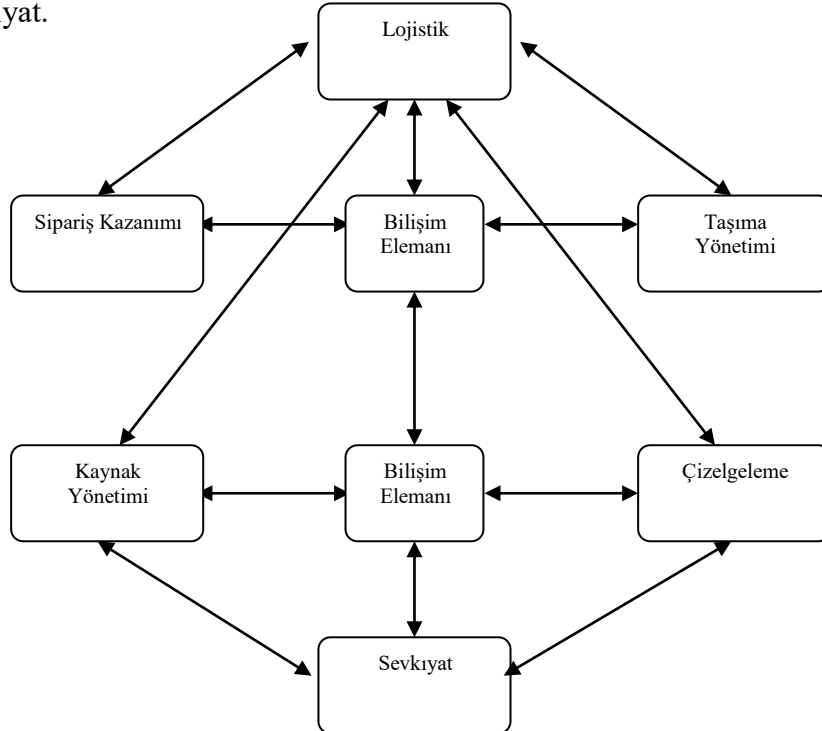 yat.
Lojistik
Sipariş Kazanımı
Bilişim
Elemanı
Taşıma
Yönetimi
Kaynak
Yönetimi
Bilişim
Elemanı
Çizelgeleme
Sevkıyat